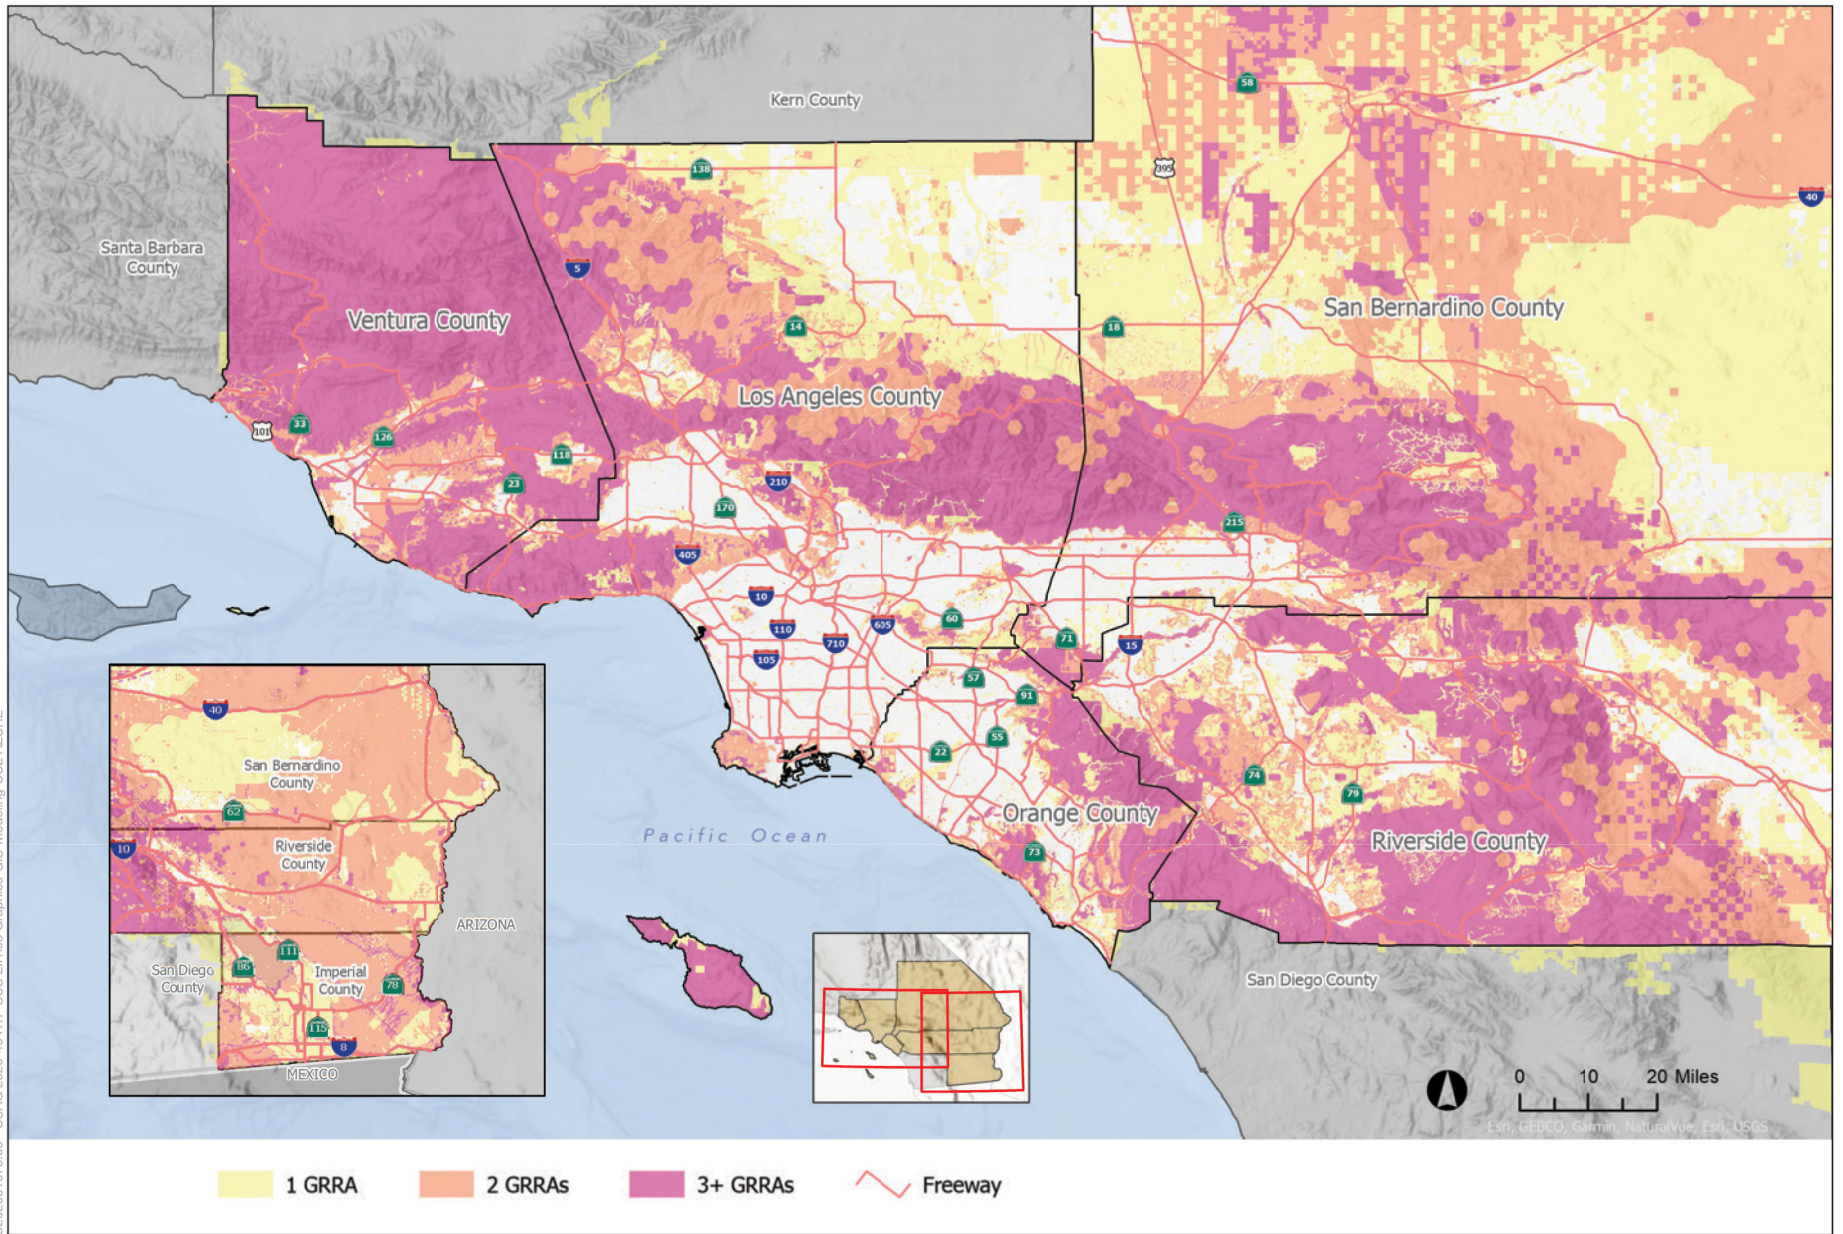 Kern County
58
138
395
40
Santa Barbara
County
5
Ventura County
San Bernardino County
14
18
Los Angeles County
33
101
126
118
23
210
170
215
405
10
110
605
60
710
105
71
15
57
91
55
22
74
79
Orange County
Pacific Ocean
73
Riverside County
40
San Bernardino
County
62
Riverside
County
10
ARIZONA
111
86
San Diego
County
Imperial
County
78
115
8
MEXICO
San Diego County
0 10 20 Miles
Esri, GEBCO, Garmin, NaturalVue, Esri, USGS
1 GRRA
2 GRRAs
3+ GRRAs
Freeway